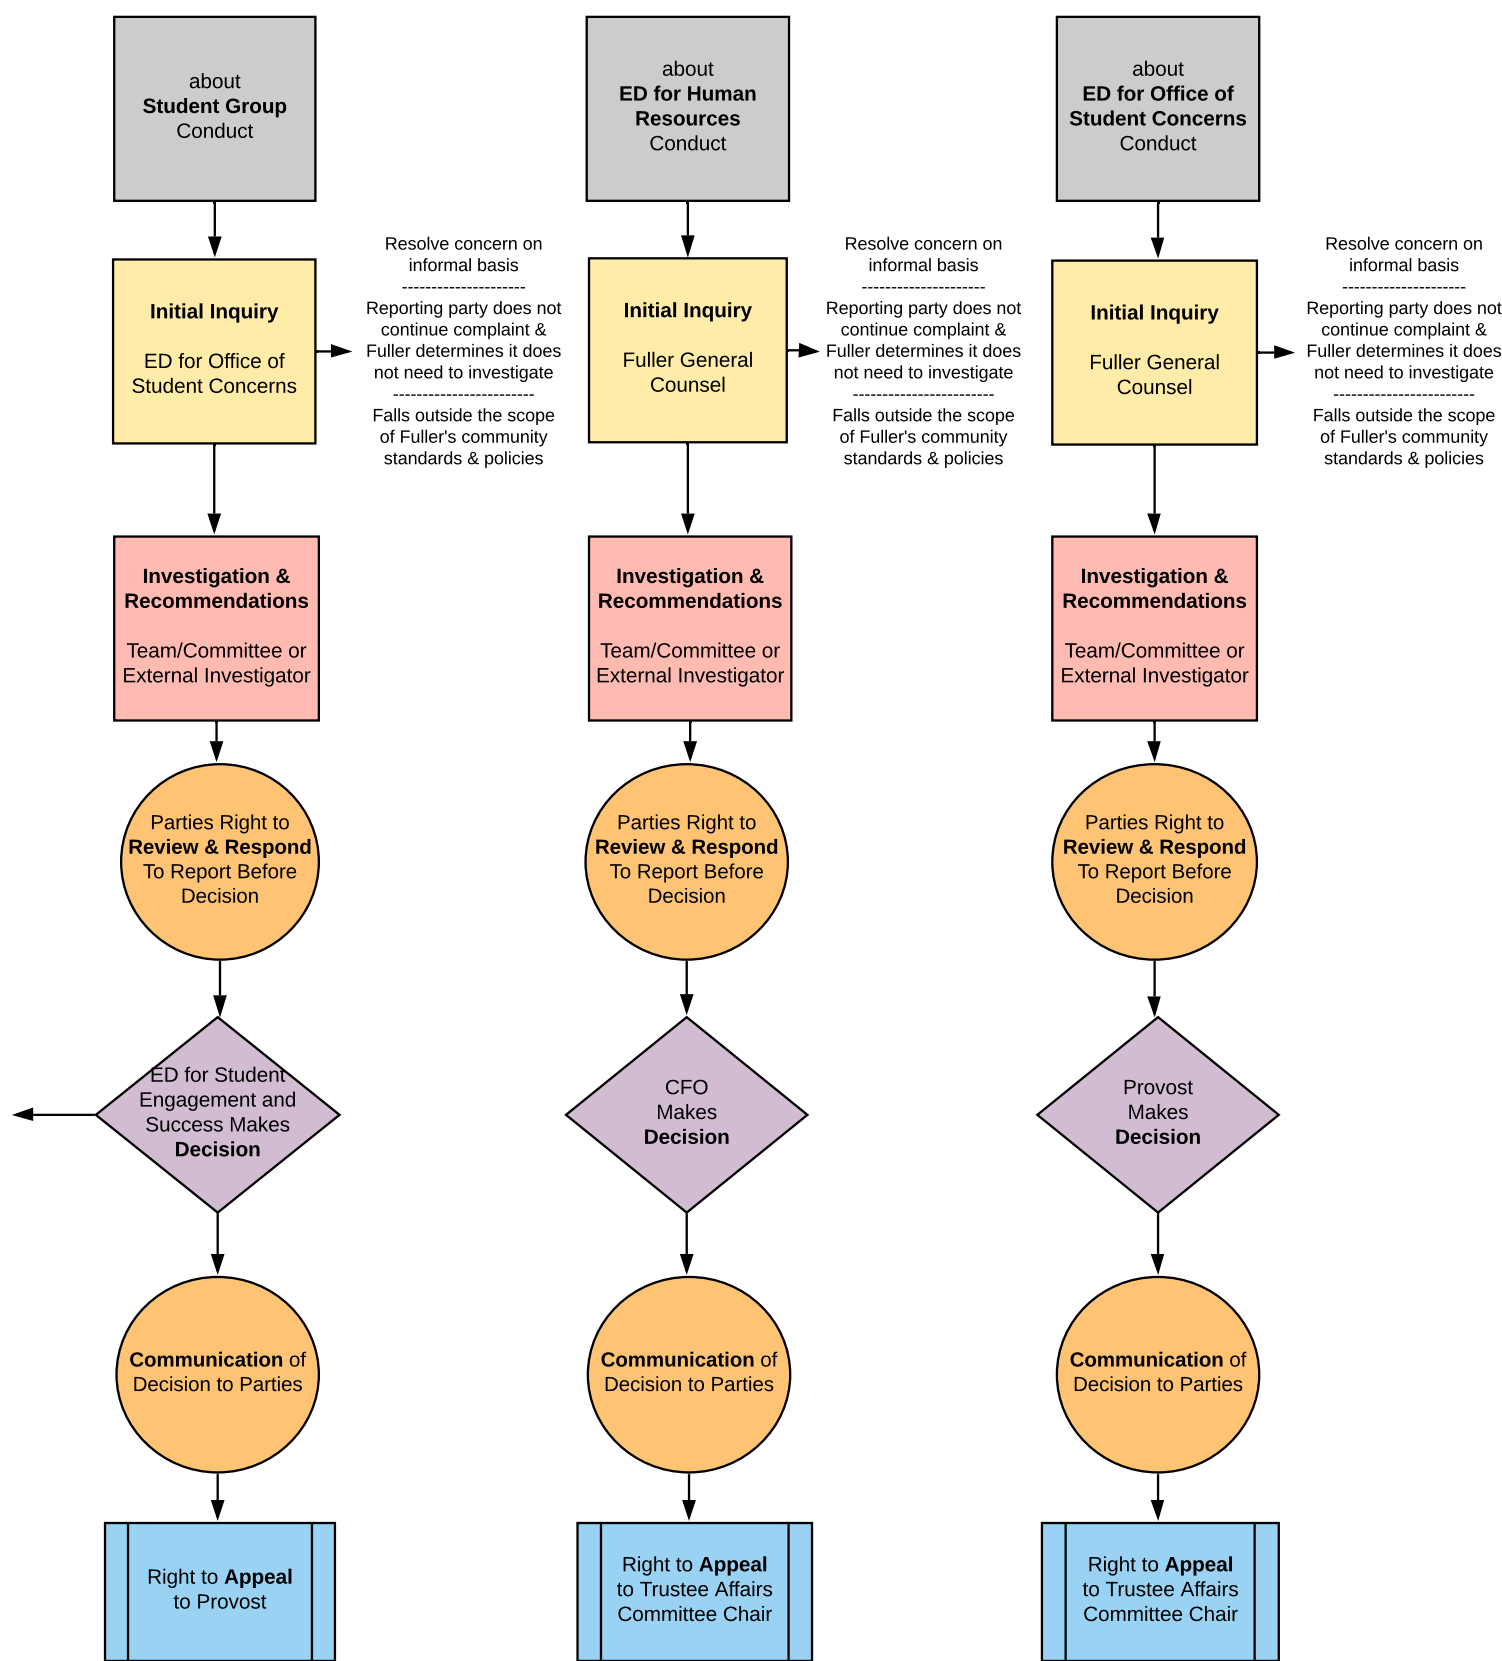 about
Student Group
Conduct
about
ED for Human
Resources
Conduct
about
ED for Office of
Student Concerns
Conduct
Initial Inquiry
ED for Office of
Student Concerns
Resolve concern on
informal basis
---------------------
Reporting party does not
continue complaint &
Fuller determines it does
not need to investigate
------------------------
Falls outside the scope
of Fuller's community
standards & policies
Initial Inquiry
Fuller General
Counsel
Resolve concern on
informal basis
---------------------
Reporting party does not
continue complaint &
Fuller determines it does
not need to investigate
------------------------
Falls outside the scope
of Fuller's community
standards & policies
Initial Inquiry
Fuller General
Counsel
Resolve concern on
informal basis
---------------------
Reporting party does not
continue complaint &
Fuller determines it does
not need to investigate
------------------------
Falls outside the scope
of Fuller's community
standards & policies
Investigation &
Recommendations
Team/Committee or
External Investigator
Investigation &
Recommendations
Team/Committee or
External Investigator
Investigation &
Recommendations
Team/Committee or
External Investigator
Parties Right to
Review & Respond
To Report Before
Decision
Parties Right to
Review & Respond
To Report Before
Decision
Parties Right to
Review & Respond
To Report Before
Decision
ED for Student
Engagement and
Success Makes
Decision
CFO
Makes
Decision
Provost
Makes
Decision
Communication of
Decision to Parties
Communication of
Decision to Parties
Communication of
Decision to Parties
Right to Appeal
to Provost
Right to Appeal
to Trustee Affairs
Committee Chair
Right to Appeal
to Trustee Affairs
Committee Chair